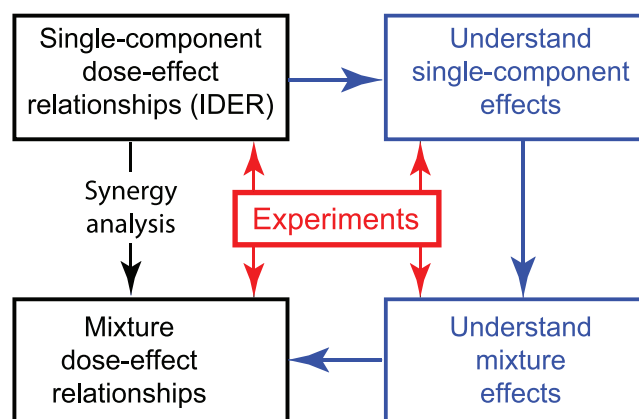 Single-component
dose-effect
relationships (IDER)
Understand
single-component
effects
Synergy
analysis
Experiments
Mixture
dose-effect
relationships
Understand
mixture
effects